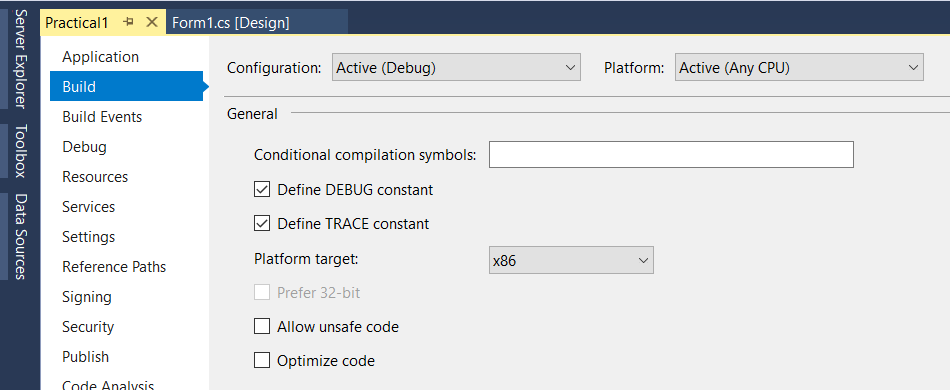 Server Explorer
Toolbox
Data Sources
Practical1
Form1.cs [Design]
Application
Build
Build Events
Debug
Resources
Services
Settings
Reference Paths
Signing
Security
Publish
Code Analysis
Configuration: Active (Debug)
Platform: Active (Any CPU)
General
Conditional compilation symbols:
Define DEBUG constant
Define TRACE constant
Platform target: x86
Prefer 32-bit
Allow unsafe code
Optimize code